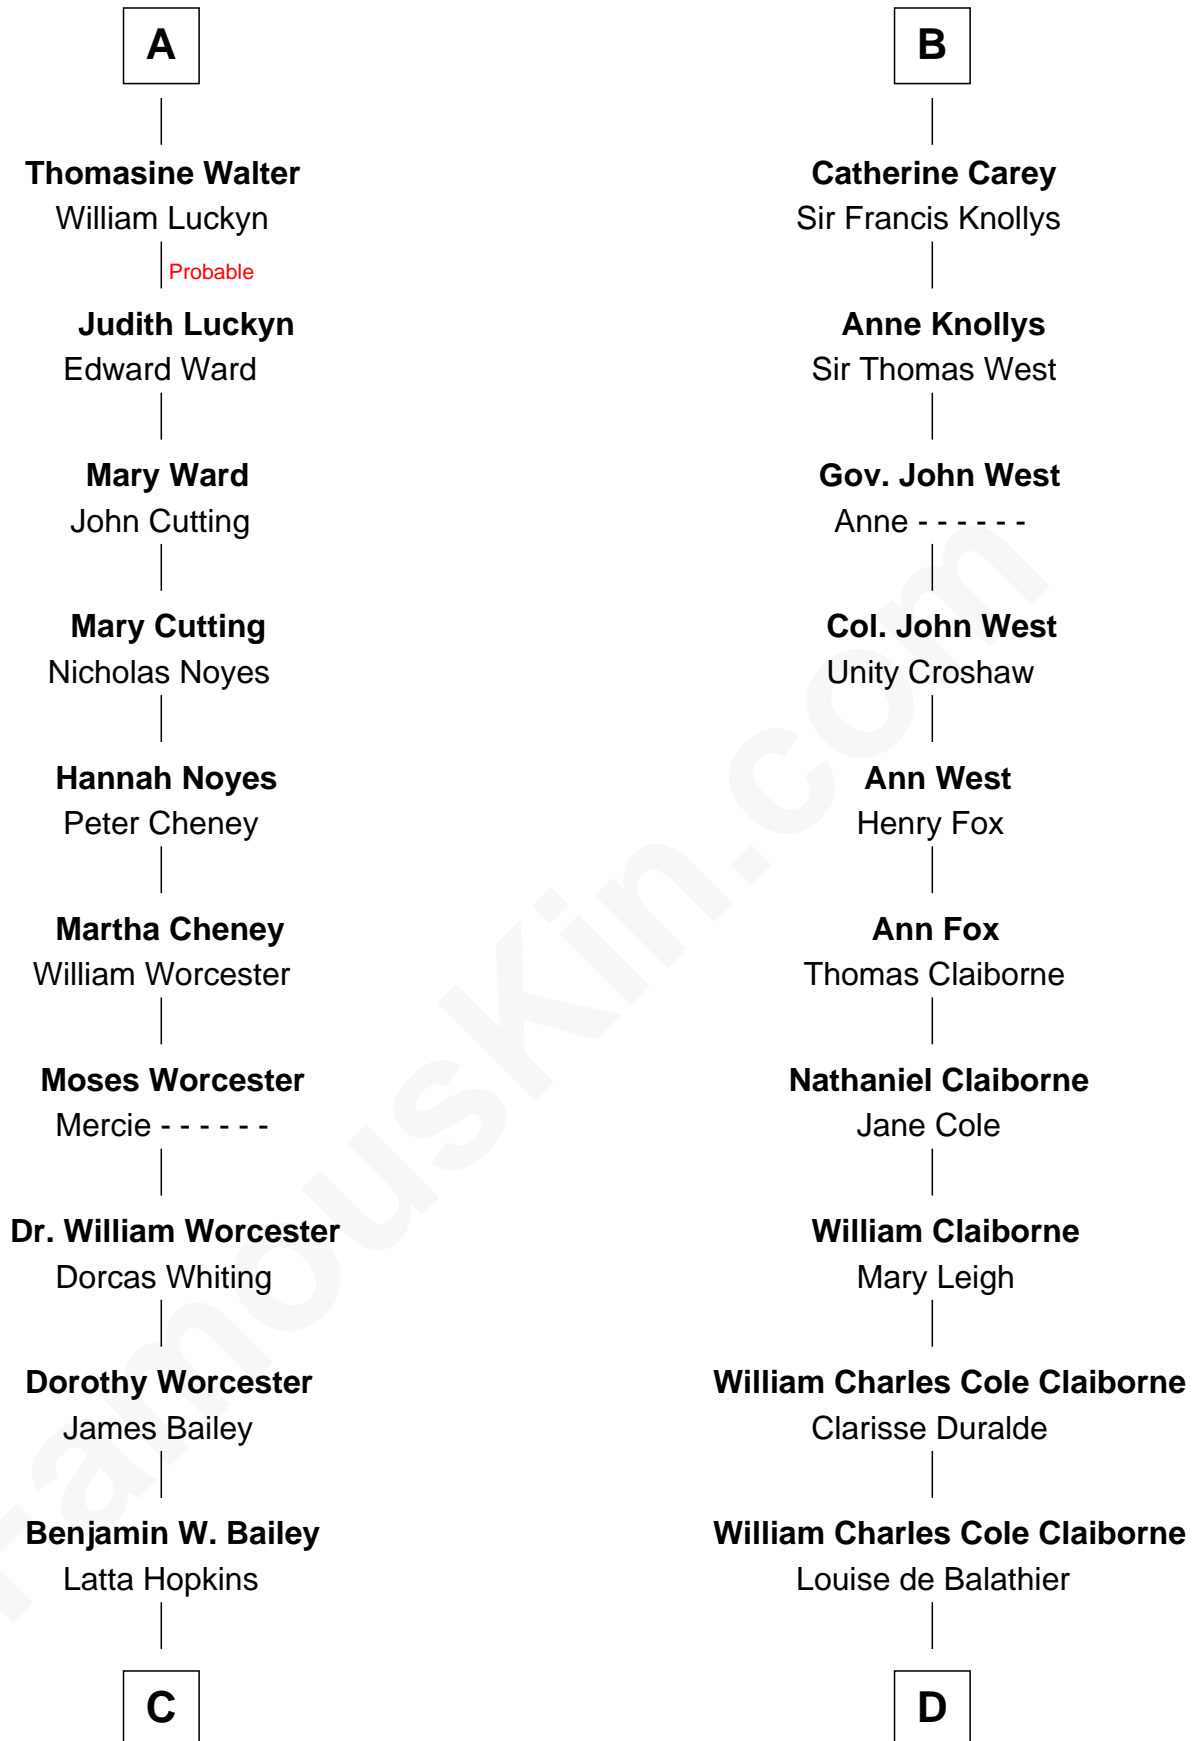 A
Thomasine Walter
William Luckyn
Probable
Judith Luckyn
Edward Ward
Mary Ward
John Cutting
Mary Cutting
Nicholas Noyes
Hannah Noyes
Peter Cheney
Martha Cheney
William Worcester
Moses Worcester
Mercie - - - - - -
Dr. William Worcester
Dorcas Whiting
Dorothy Worcester
James Bailey
Benjamin W. Bailey
Latta Hopkins
C
B
Catherine Carey
Sir Francis Knollys
Anne Knollys
Sir Thomas West
Gov. John West
Anne - - - - - -
Col. John West
Unity Croshaw
Ann West
Henry Fox
Ann Fox
Thomas Claiborne
Nathaniel Claiborne
Jane Cole
William Claiborne
Mary Leigh
William Charles Cole Claiborne
Clarisse Duralde
William Charles Cole Claiborne
Louise de Balathier
D
FamousKin.com